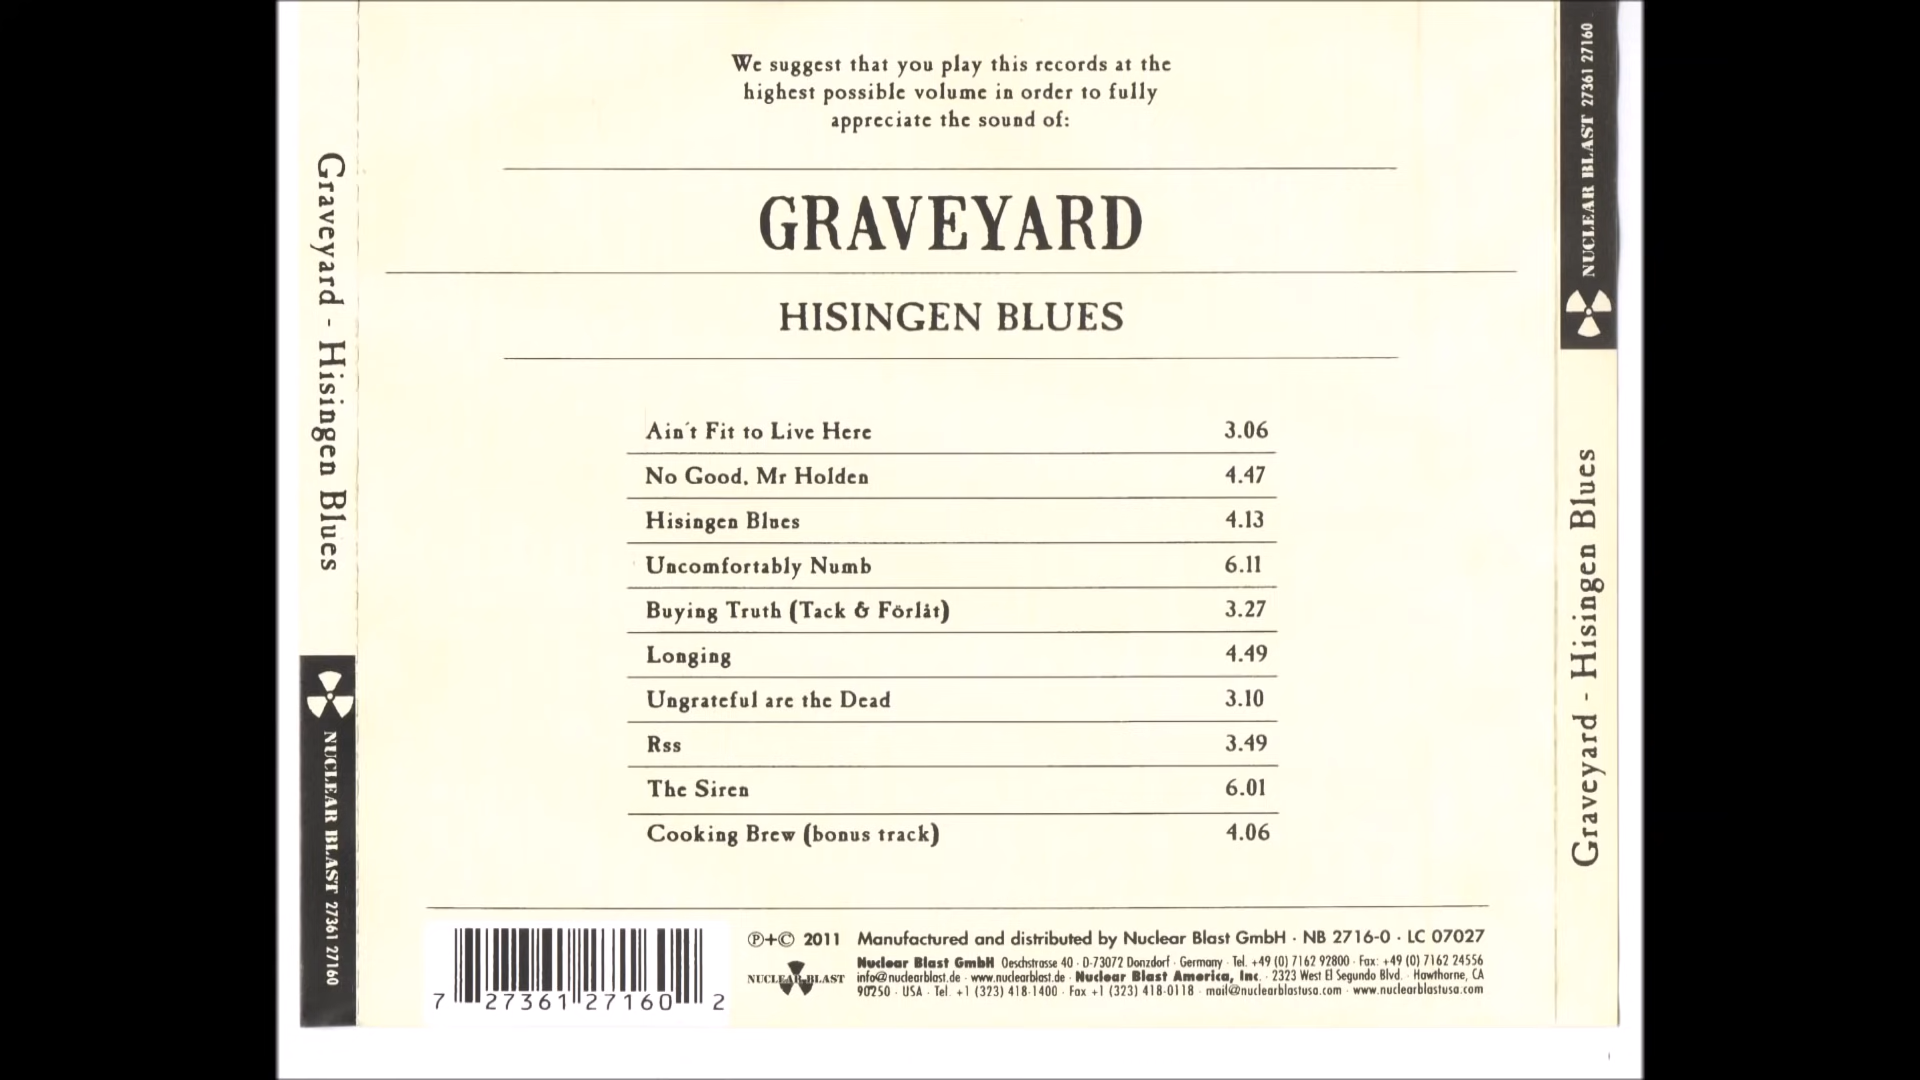 We suggest that you play this records at the
highest possible volume in order to fully
appreciate the sound of:
GRAVEYARD
HISINGEN BLUES
Ain´t Fit to Live Here 3.06
No Good, Mr Holden 4.47
Hisingen Blues 4.13
Uncomfortably Numb 6.11
Buying Truth (Tack & Förlåt) 3.27
Longing 4.49
Ungrateful are the Dead 3.10
Rss 3.49
The Siren 6.01
Cooking Brew (bonus track) 4.06
Graveyard - Hisingen Blues
NUCLEAR BLAST 27361 27160
NUCLEAR BLAST 27361 27160
Graveyard - Hisingen Blues
7 27361 27160 2
℗+© 2011 Manufactured and distributed by Nuclear Blast GmbH · NB 2716-0 · LC 07027
NUCLEAR BLAST
Nuclear Blast GmbH Oeschstrasse 40 · D-73072 Donzdorf · Germany · Tel. +49 (0) 7162 92800 · Fax: +49 (0) 7162 24556
info@nuclearblast.de · www.nuclearblast.de · Nuclear Blast America, Inc. · 2323 West El Segundo Blvd. · Hawthorne, CA
90250 · USA · Tel. +1 (323) 418-1400 · Fax +1 (323) 418-0118 · mail@nuclearblastusa.com · www.nuclearblastusa.com